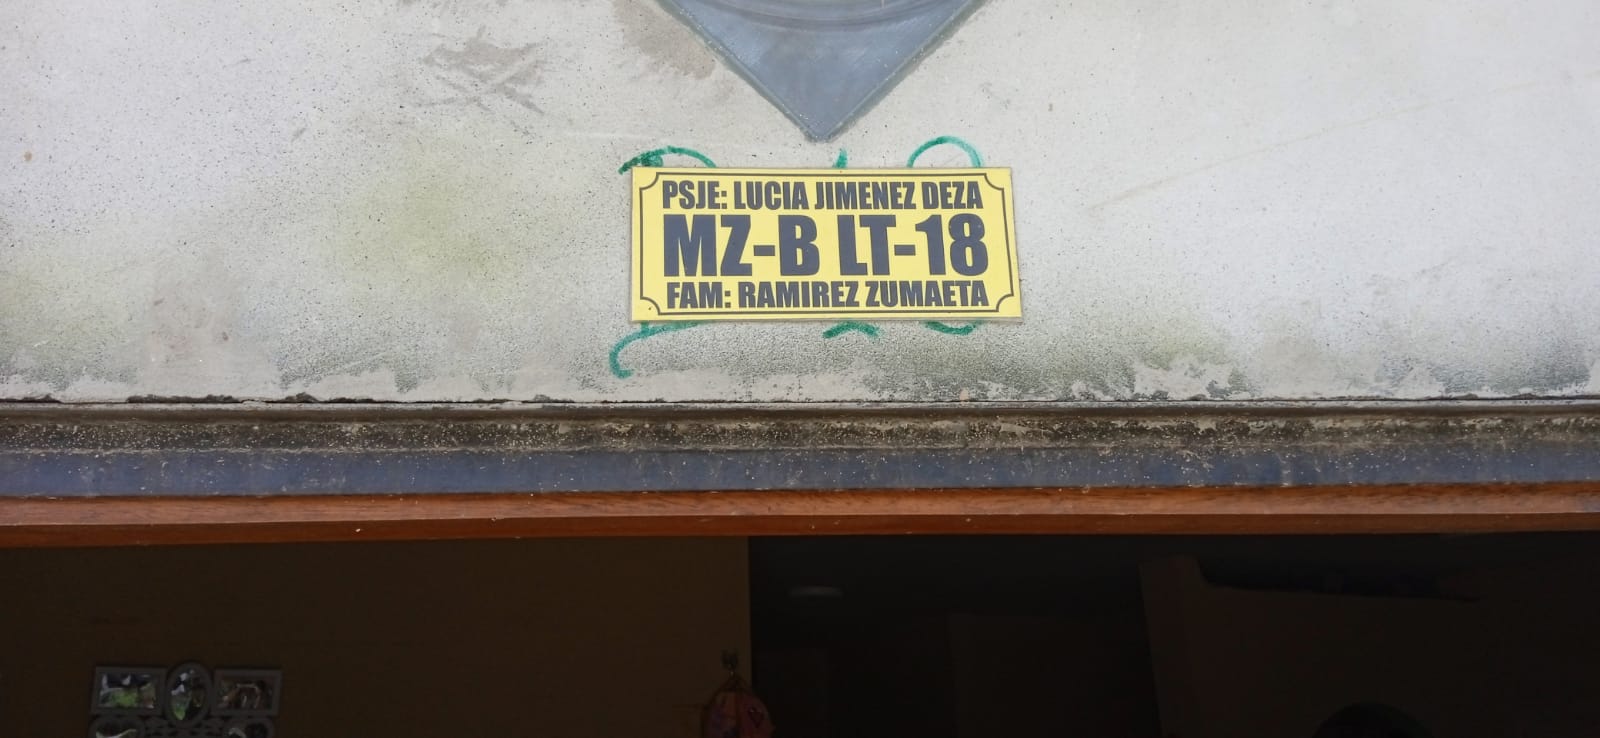 PSJE: LUCIA JIMENEZ DEZA
MZ-B LT-18
FAM: RAMIREZ ZUMAETA